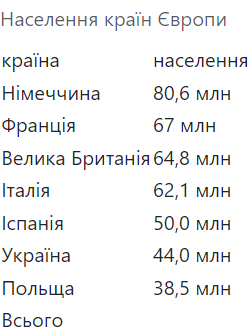 Населення країн Європи
країна населення
Німеччина 80,6 млн
Франція 67 млн
Велика Британія 64,8 млн
Італія 62,1 млн
Іспанія 50,0 млн
Україна 44,0 млн
Польща 38,5 млн
Всього